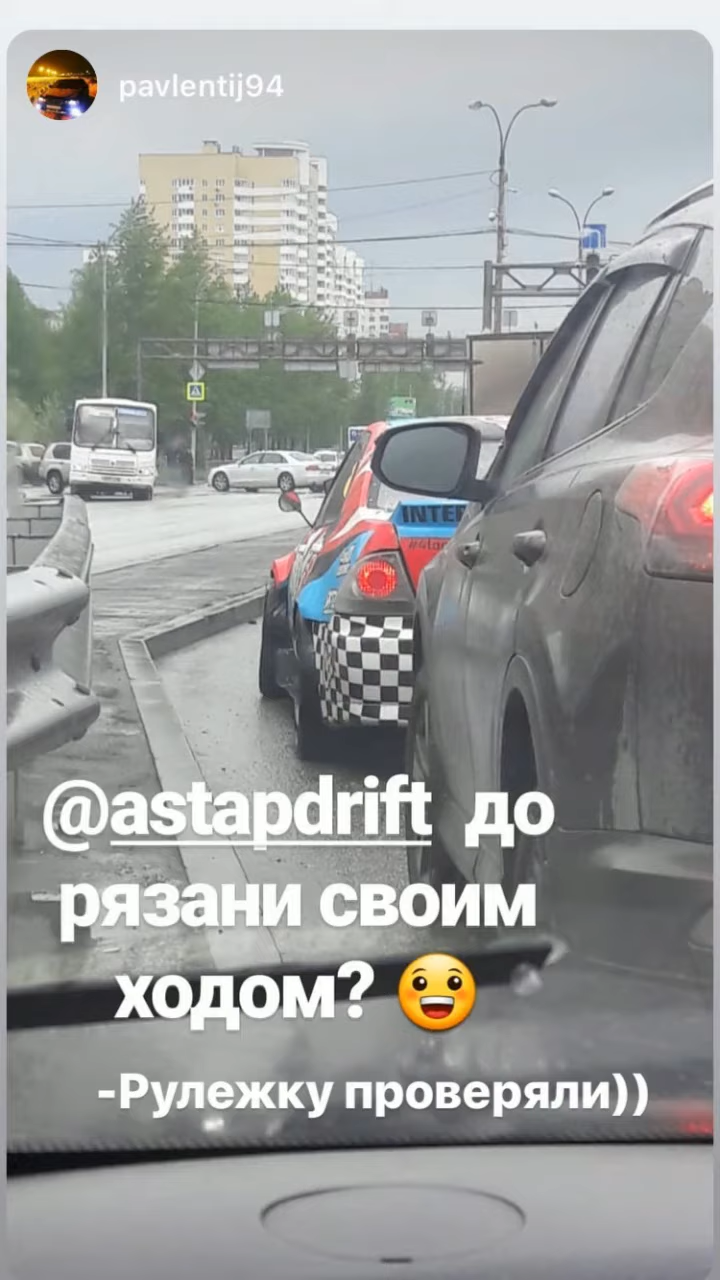 pavlentij94
INTER
@astapdrift до
рязани своим
ходом? 😀
-Рулежку проверяли))